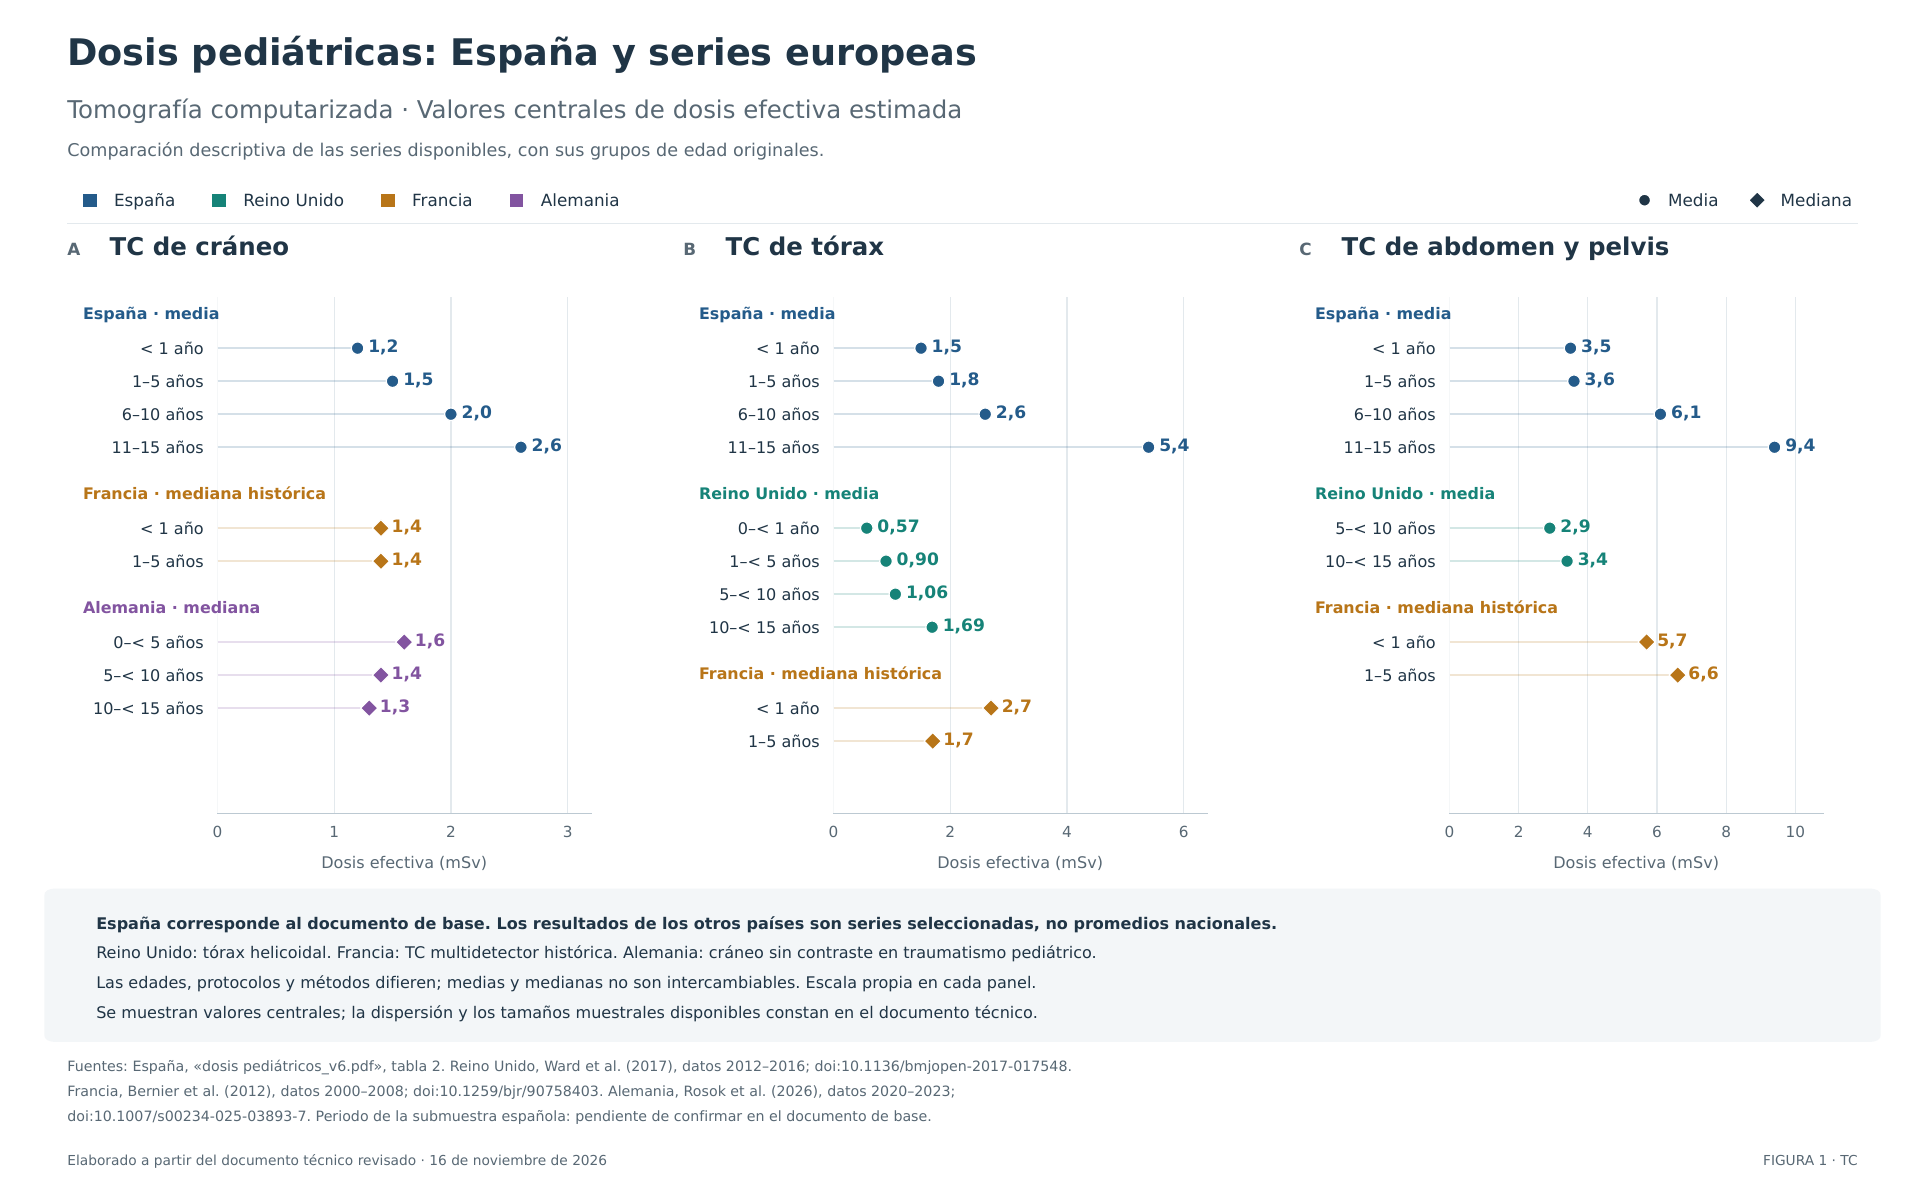 Dosis pediátricas: España y series europeas
Tomografía computarizada · Valores centrales de dosis efectiva estimada
Comparación descriptiva de las series disponibles, con sus grupos de edad originales.
España Reino Unido Francia Alemania Media Mediana
A TC de cráneo
España · media
< 1 año 1,2
1–5 años 1,5
6–10 años 2,0
11–15 años 2,6
Francia · mediana histórica
< 1 año 1,4
1–5 años 1,4
Alemania · mediana
0–< 5 años 1,6
5–< 10 años 1,4
10–< 15 años 1,3
0 1 2 3
Dosis efectiva (mSv)
B TC de tórax
España · media
< 1 año 1,5
1–5 años 1,8
6–10 años 2,6
11–15 años 5,4
Reino Unido · media
0–< 1 año 0,57
1–< 5 años 0,90
5–< 10 años 1,06
10–< 15 años 1,69
Francia · mediana histórica
< 1 año 2,7
1–5 años 1,7
0 2 4 6
Dosis efectiva (mSv)
C TC de abdomen y pelvis
España · media
< 1 año 3,5
1–5 años 3,6
6–10 años 6,1
11–15 años 9,4
Reino Unido · media
5–< 10 años 2,9
10–< 15 años 3,4
Francia · mediana histórica
< 1 año 5,7
1–5 años 6,6
0 2 4 6 8 10
Dosis efectiva (mSv)
España corresponde al documento de base. Los resultados de los otros países son series seleccionadas, no promedios nacionales.
Reino Unido: tórax helicoidal. Francia: TC multidetector histórica. Alemania: cráneo sin contraste en traumatismo pediátrico.
Las edades, protocolos y métodos difieren; medias y medianas no son intercambiables. Escala propia en cada panel.
Se muestran valores centrales; la dispersión y los tamaños muestrales disponibles constan en el documento técnico.
Fuentes: España, «dosis pediátricos_v6.pdf», tabla 2. Reino Unido, Ward et al. (2017), datos 2012–2016; doi:10.1136/bmjopen-2017-017548.
Francia, Bernier et al. (2012), datos 2000–2008; doi:10.1259/bjr/90758403. Alemania, Rosok et al. (2026), datos 2020–2023;
doi:10.1007/s00234-025-03893-7. Periodo de la submuestra española: pendiente de confirmar en el documento de base.
Elaborado a partir del documento técnico revisado · 16 de noviembre de 2026
FIGURA 1 · TC